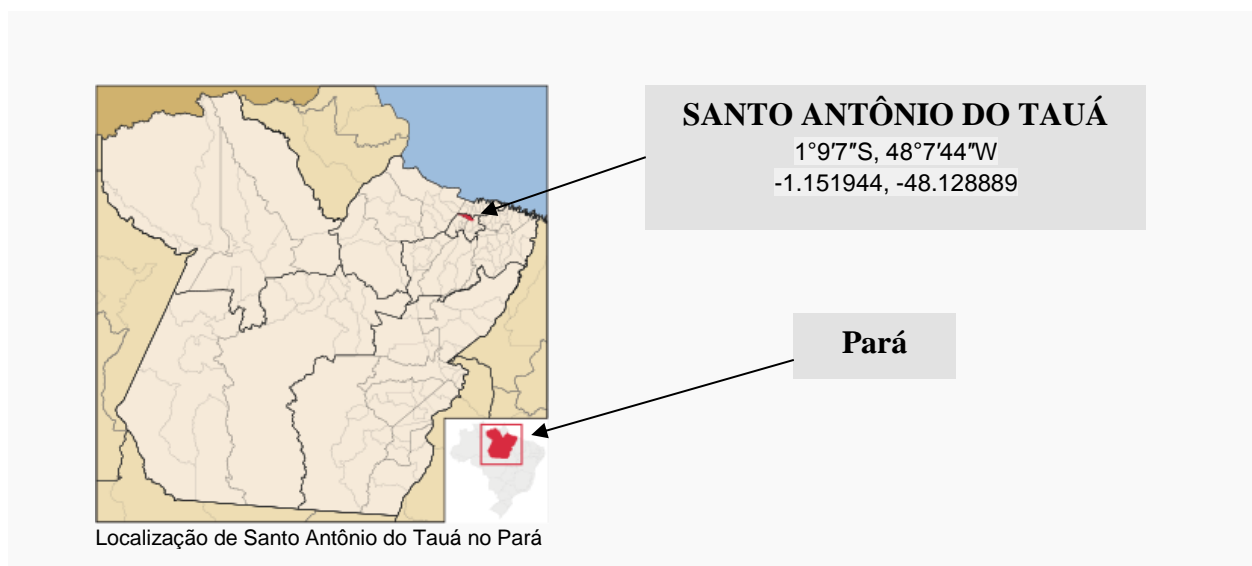 SANTO ANTÔNIO DO TAUÁ
1°9′7″S, 48°7′44″W
-1.151944, -48.128889
Pará
Localização de Santo Antônio do Tauá no Pará